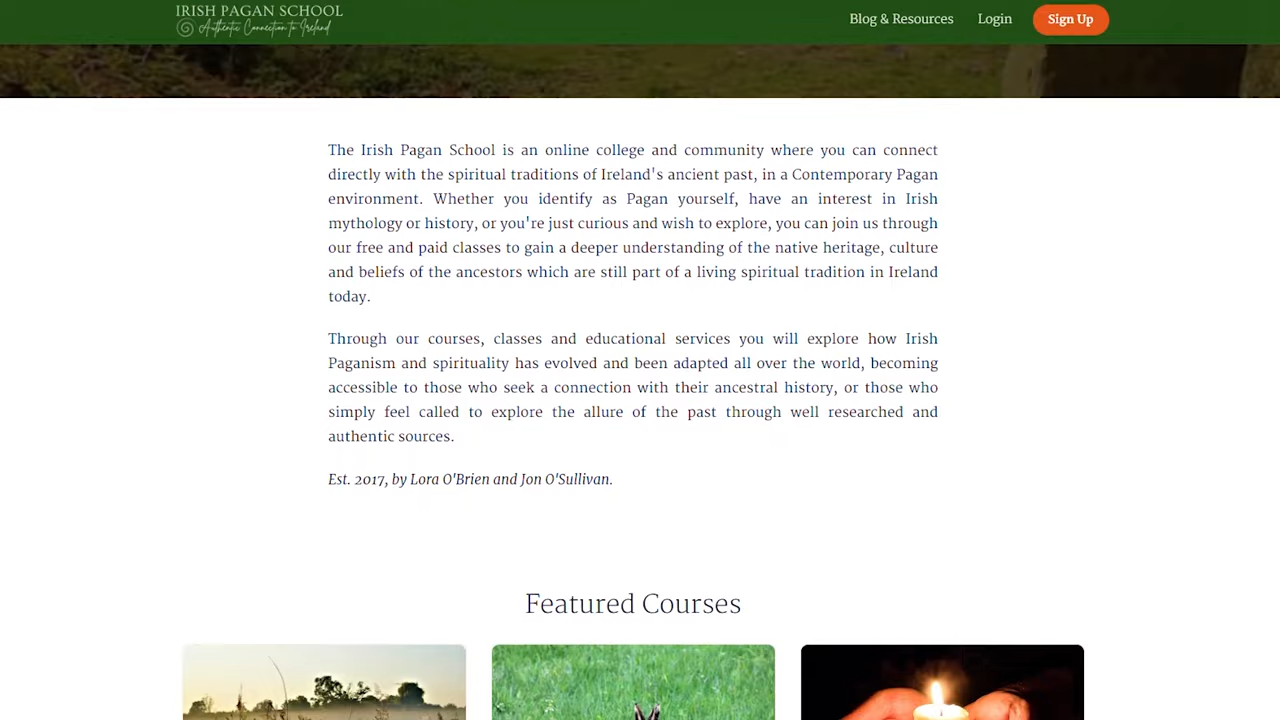 IRISH PAGAN SCHOOL
Authentic Connection to Ireland
Blog & Resources
Login
Sign Up
The Irish Pagan School is an online college and community where you can connect
directly with the spiritual traditions of Ireland's ancient past, in a Contemporary Pagan
environment. Whether you identify as Pagan yourself, have an interest in Irish
mythology or history, or you're just curious and wish to explore, you can join us through
our free and paid classes to gain a deeper understanding of the native heritage, culture
and beliefs of the ancestors which are still part of a living spiritual tradition in Ireland
today.
Through our courses, classes and educational services you will explore how Irish
Paganism and spirituality has evolved and been adapted all over the world, becoming
accessible to those who seek a connection with their ancestral history, or those who
simply feel called to explore the allure of the past through well researched and
authentic sources.
Est. 2017, by Lora O'Brien and Jon O'Sullivan.
Featured Courses